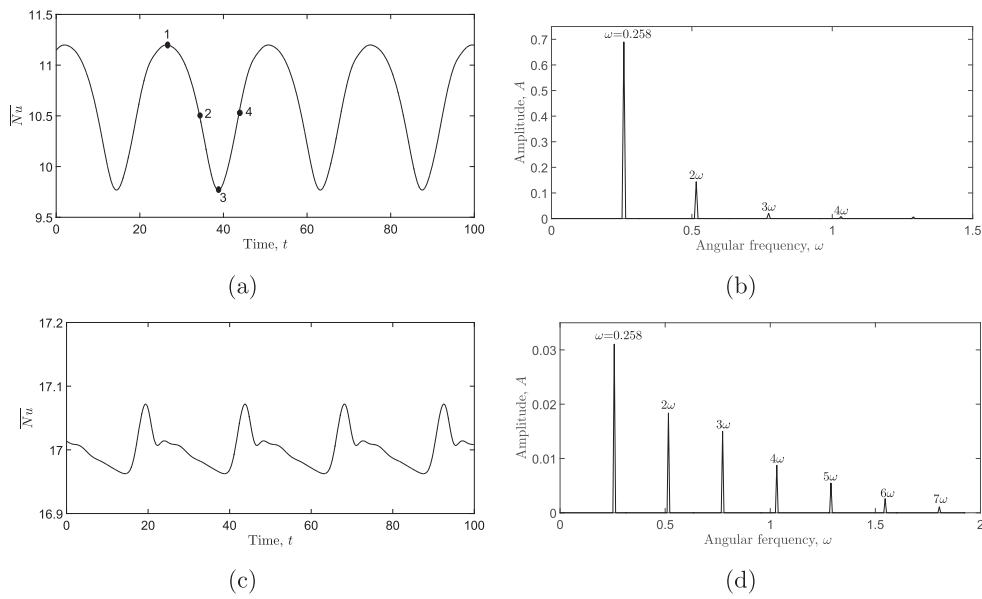 11.5
11
10.5
10
9.5
N̅u̅
1
2
3
4
0 20 40 60 80 100
Time, t
(a)
0.7
0.6
0.5
0.4
0.3
0.2
0.1
0
Amplitude, A
ω=0.258
2ω
3ω
4ω
0 0.5 1 1.5
Angular frequency, ω
(b)
17.2
17.1
17
16.9
N̅u̅
0 20 40 60 80 100
Time, t
(c)
0.03
0.02
0.01
0
Amplitude, A
ω=0.258
2ω
3ω
4ω
5ω
6ω
7ω
0 0.5 1 1.5 2
Angular ferquency, ω
(d)